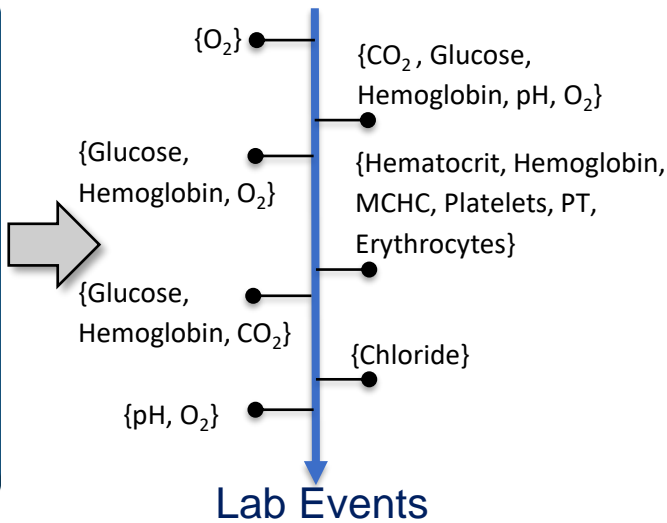 {O₂}
{CO₂ , Glucose,
Hemoglobin, pH, O₂}
{Glucose,
Hemoglobin, O₂}
{Hematocrit, Hemoglobin,
MCHC, Platelets, PT,
Erythrocytes}
{Glucose,
Hemoglobin, CO₂}
{Chloride}
{pH, O₂}
Lab Events